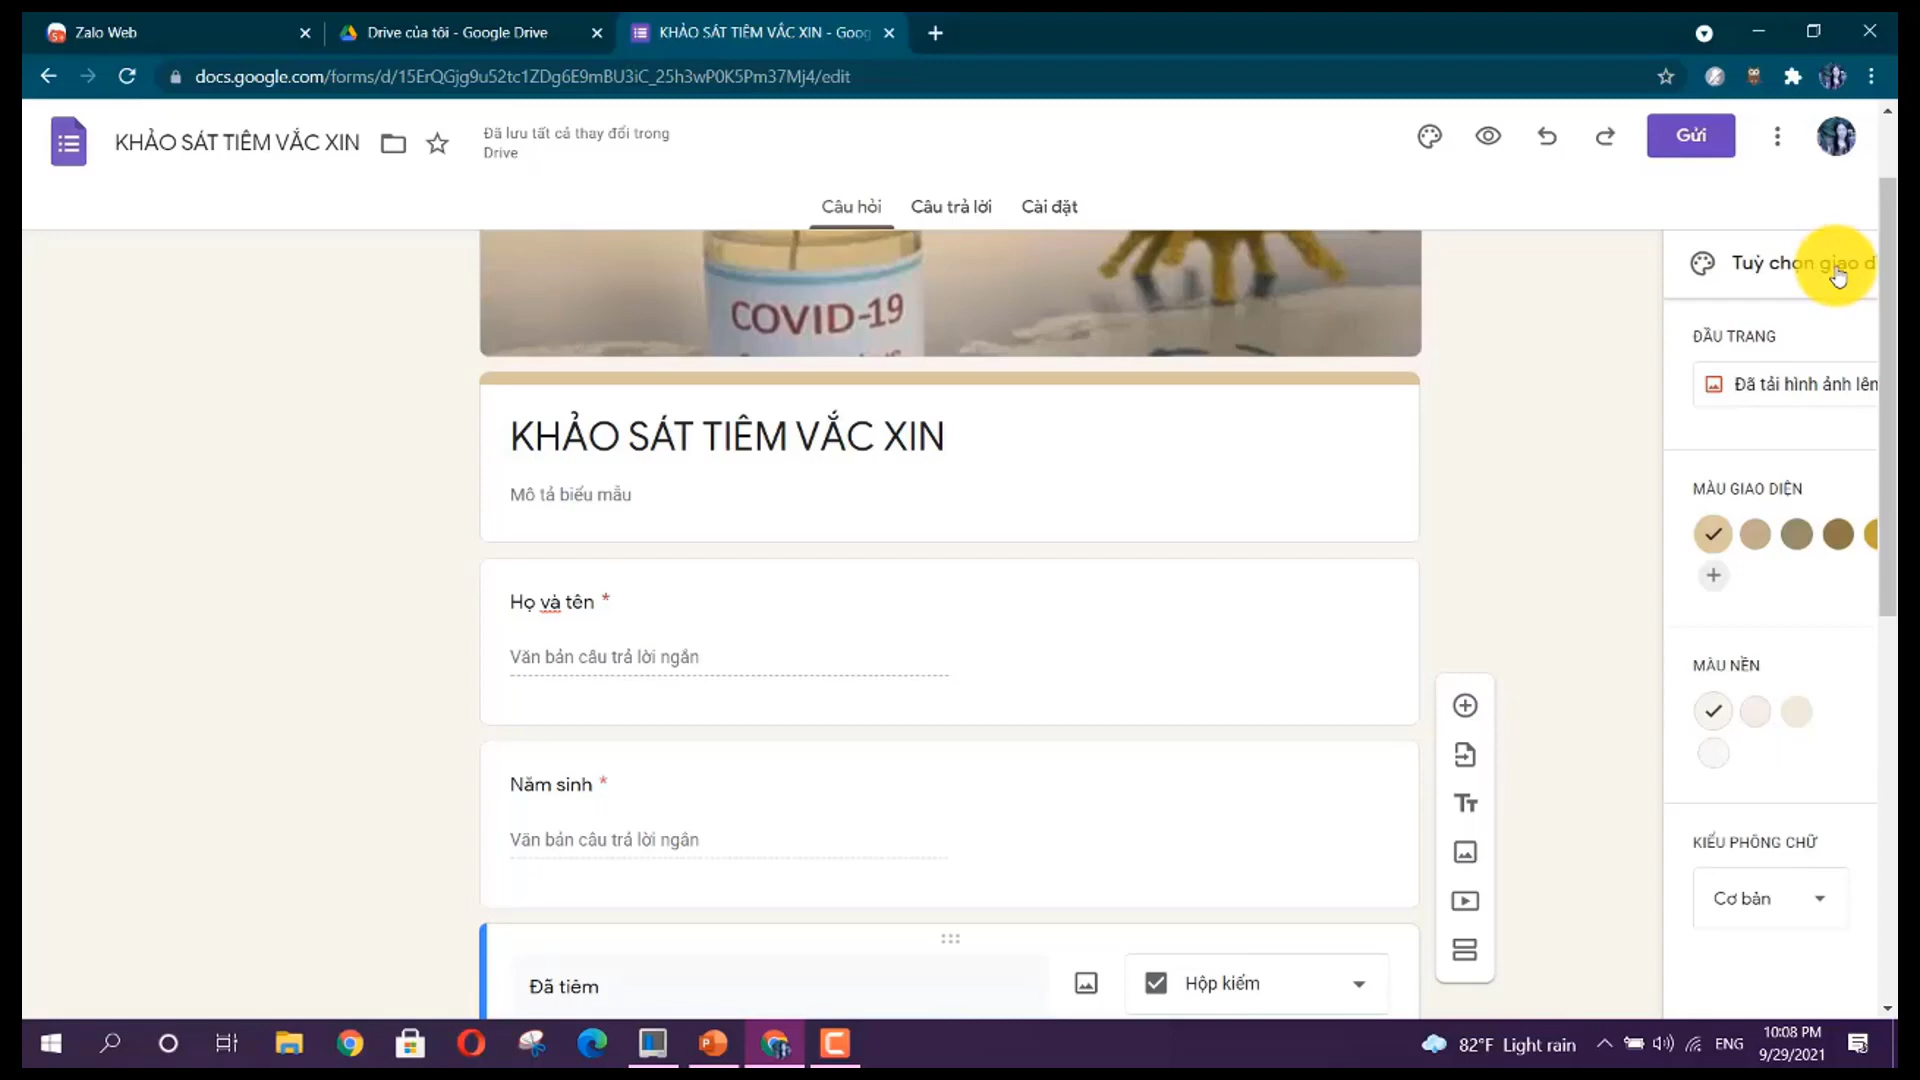 Zalo Web
Drive của tôi - Google Drive
KHẢO SÁT TIÊM VẮC XIN - Goog
docs.google.com/forms/d/15ErQGjg9u52tc1ZDg6E9mBU3iC_25h3wP0K5Pm37Mj4/edit
KHẢO SÁT TIÊM VẮC XIN
Đã lưu tất cả thay đổi trong
Drive
Gửi
Câu hỏi
Câu trả lời
Cài đặt
COVID-19
Tuỳ chọn giao d
ĐẦU TRANG
Đã tải hình ảnh lên
KHẢO SÁT TIÊM VẮC XIN
Mô tả biểu mẫu
MÀU GIAO DIỆN
Họ và tên *
Văn bản câu trả lời ngắn
MÀU NỀN
Năm sinh *
Văn bản câu trả lời ngắn
KIỂU PHÔNG CHỮ
Cơ bản
Đã tiêm
Hộp kiểm
82°F Light rain
ENG
10:08 PM
9/29/2021